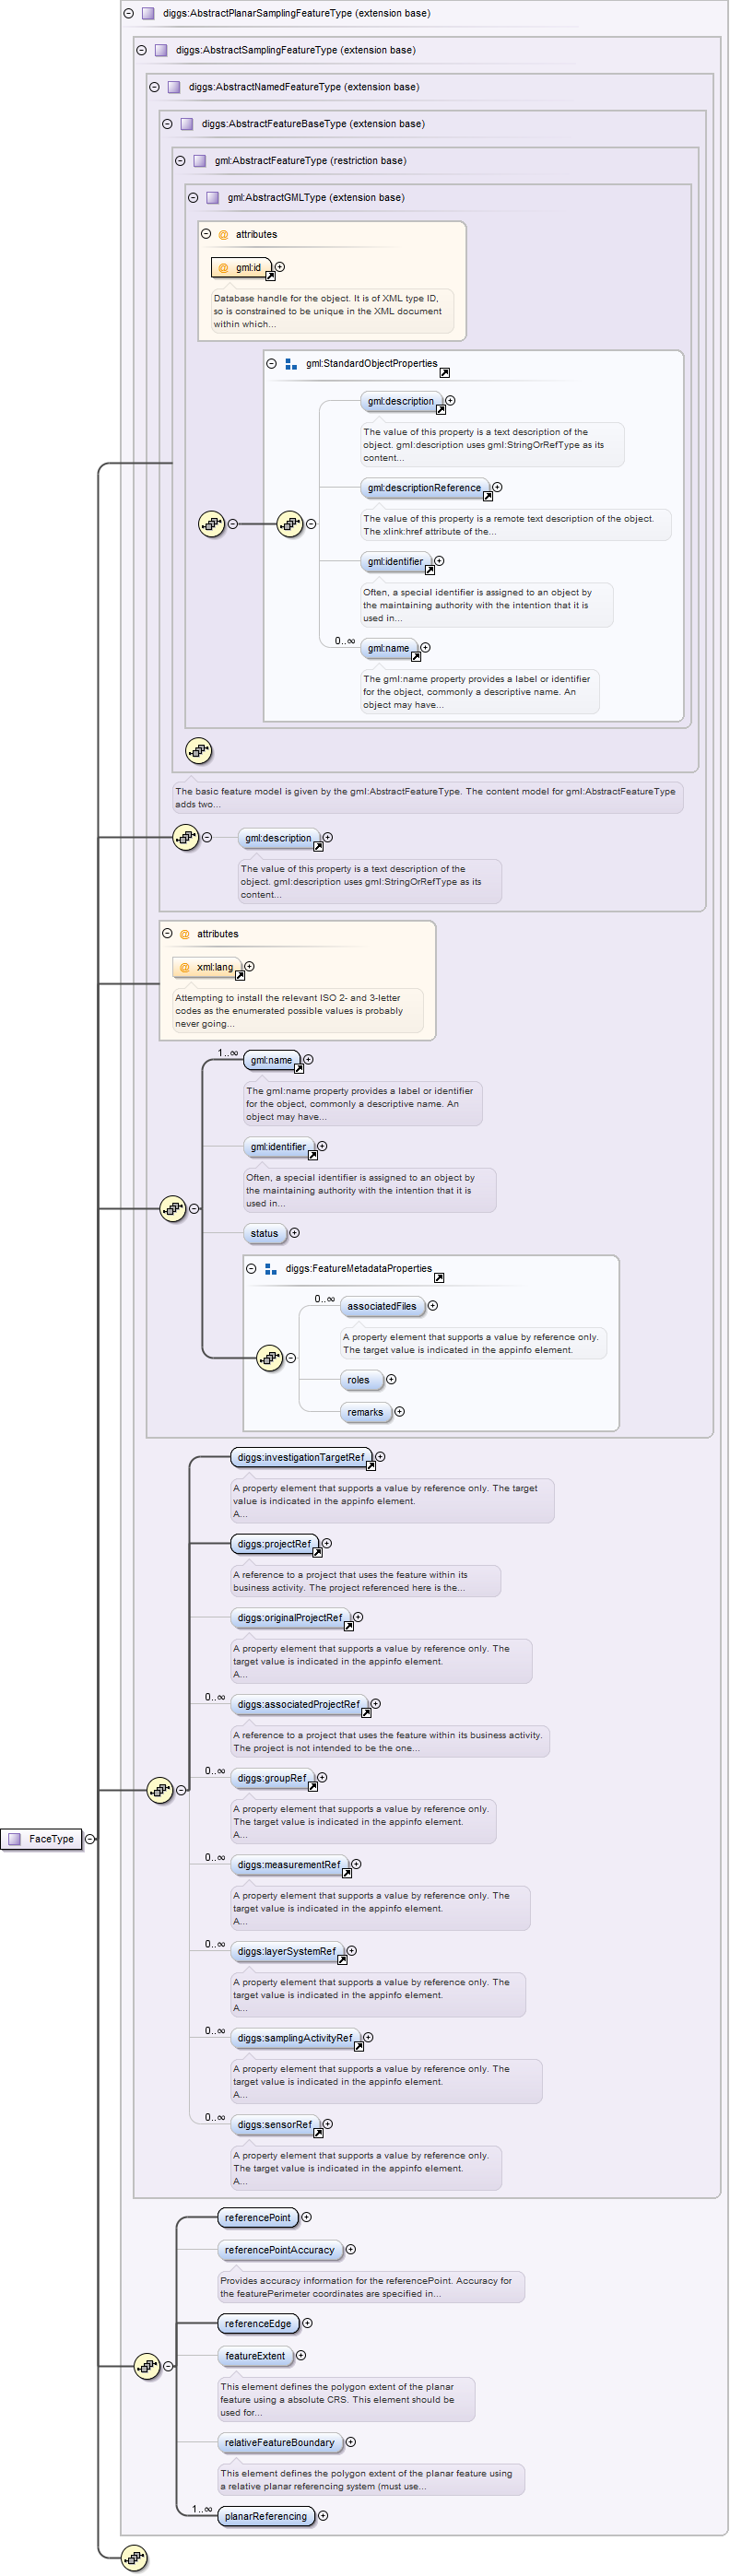 diggs:AbstractPlanarSamplingFeatureType (extension base)
diggs:AbstractSamplingFeatureType (extension base)
diggs:AbstractNamedFeatureType (extension base)
diggs:AbstractFeatureBaseType (extension base)
gml:AbstractFeatureType (restriction base)
gml:AbstractGMLType (extension base)
@ attributes
@ gml:id
Database handle for the object. It is of XML type ID,
so is constrained to be unique in the XML document
within which...
gml:StandardObjectProperties
gml:description
The value of this property is a text description of the
object. gml:description uses gml:StringOrRefType as its
content...
gml:descriptionReference
The value of this property is a remote text description of the object.
The xlink:href attribute of the...
gml:identifier
Often, a special identifier is assigned to an object by
the maintaining authority with the intention that it is
used in...
0..∞
gml:name
The gml:name property provides a label or identifier
for the object, commonly a descriptive name. An
object may have...
The basic feature model is given by the gml:AbstractFeatureType. The content model for gml:AbstractFeatureType
adds two...
gml:description
The value of this property is a text description of the
object. gml:description uses gml:StringOrRefType as its
content...
@ attributes
@ xml:lang
Attempting to install the relevant ISO 2- and 3-letter
codes as the enumerated possible values is probably
never going...
1..∞
gml:name
The gml:name property provides a label or identifier
for the object, commonly a descriptive name. An
object may have...
gml:identifier
Often, a special identifier is assigned to an object by
the maintaining authority with the intention that it is
used in...
status
diggs:FeatureMetadataProperties
0..∞
associatedFiles
A property element that supports a value by reference only.
The target value is indicated in the appinfo element.
roles
remarks
diggs:investigationTargetRef
A property element that supports a value by reference only. The target
value is indicated in the appinfo element.
A...
diggs:projectRef
A reference to a project that uses the feature within its
business activity. The project referenced here is the...
diggs:originalProjectRef
A property element that supports a value by reference only. The
target value is indicated in the appinfo element.
A...
0..∞
diggs:associatedProjectRef
A reference to a project that uses the feature within its business activity.
The project is not intended to be the one...
0..∞
diggs:groupRef
A property element that supports a value by reference only.
The target value is indicated in the appinfo element.
A...
FaceType
0..∞
diggs:measurementRef
A property element that supports a value by reference only. The
target value is indicated in the appinfo element.
A...
0..∞
diggs:layerSystemRef
A property element that supports a value by reference only. The
target value is indicated in the appinfo element.
A...
0..∞
diggs:samplingActivityRef
A property element that supports a value by reference only. The
target value is indicated in the appinfo element.
A...
0..∞
diggs:sensorRef
A property element that supports a value by reference only.
The target value is indicated in the appinfo element.
A...
referencePoint
referencePointAccuracy
Provides accuracy information for the referencePoint. Accuracy for
the featurePerimeter coordinates are specified in...
referenceEdge
featureExtent
This element defines the polygon extent of the planar
feature using a absolute CRS. This element should be
used for...
relativeFeatureBoundary
This element defines the polygon extent of the planar feature using
a relative planar referencing system (must use...
1..∞
planarReferencing